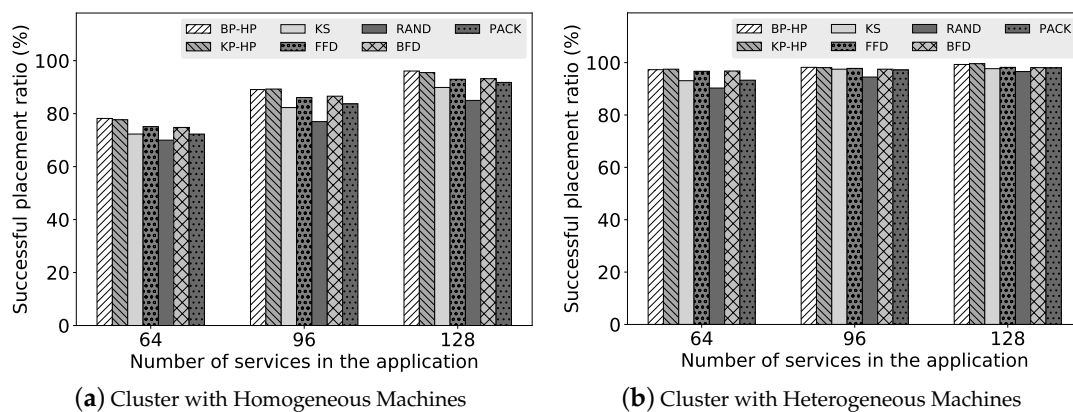 BP-HP KS RAND PACK
KP-HP FFD BFD
Successful placement ratio (%)
100
80
60
40
20
0
64 96 128
Number of services in the application
(a) Cluster with Homogeneous Machines
BP-HP KS RAND PACK
KP-HP FFD BFD
Successful placement ratio (%)
100
80
60
40
20
0
64 96 128
Number of services in the application
(b) Cluster with Heterogeneous Machines